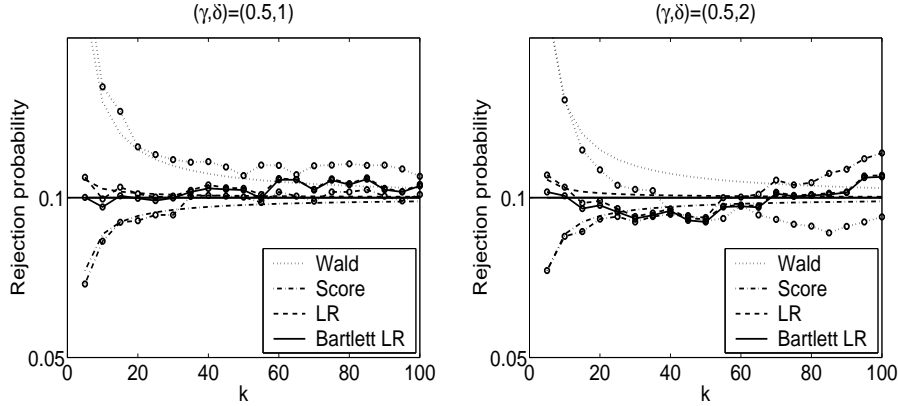 (γ,δ)=(0.5,1)
Rejection probability
0.1
0.05
0 20 40 60 80 100
k
Wald
Score
LR
Bartlett LR
(γ,δ)=(0.5,2)
Rejection probability
0.1
0.05
0 20 40 60 80 100
k
Wald
Score
LR
Bartlett LR